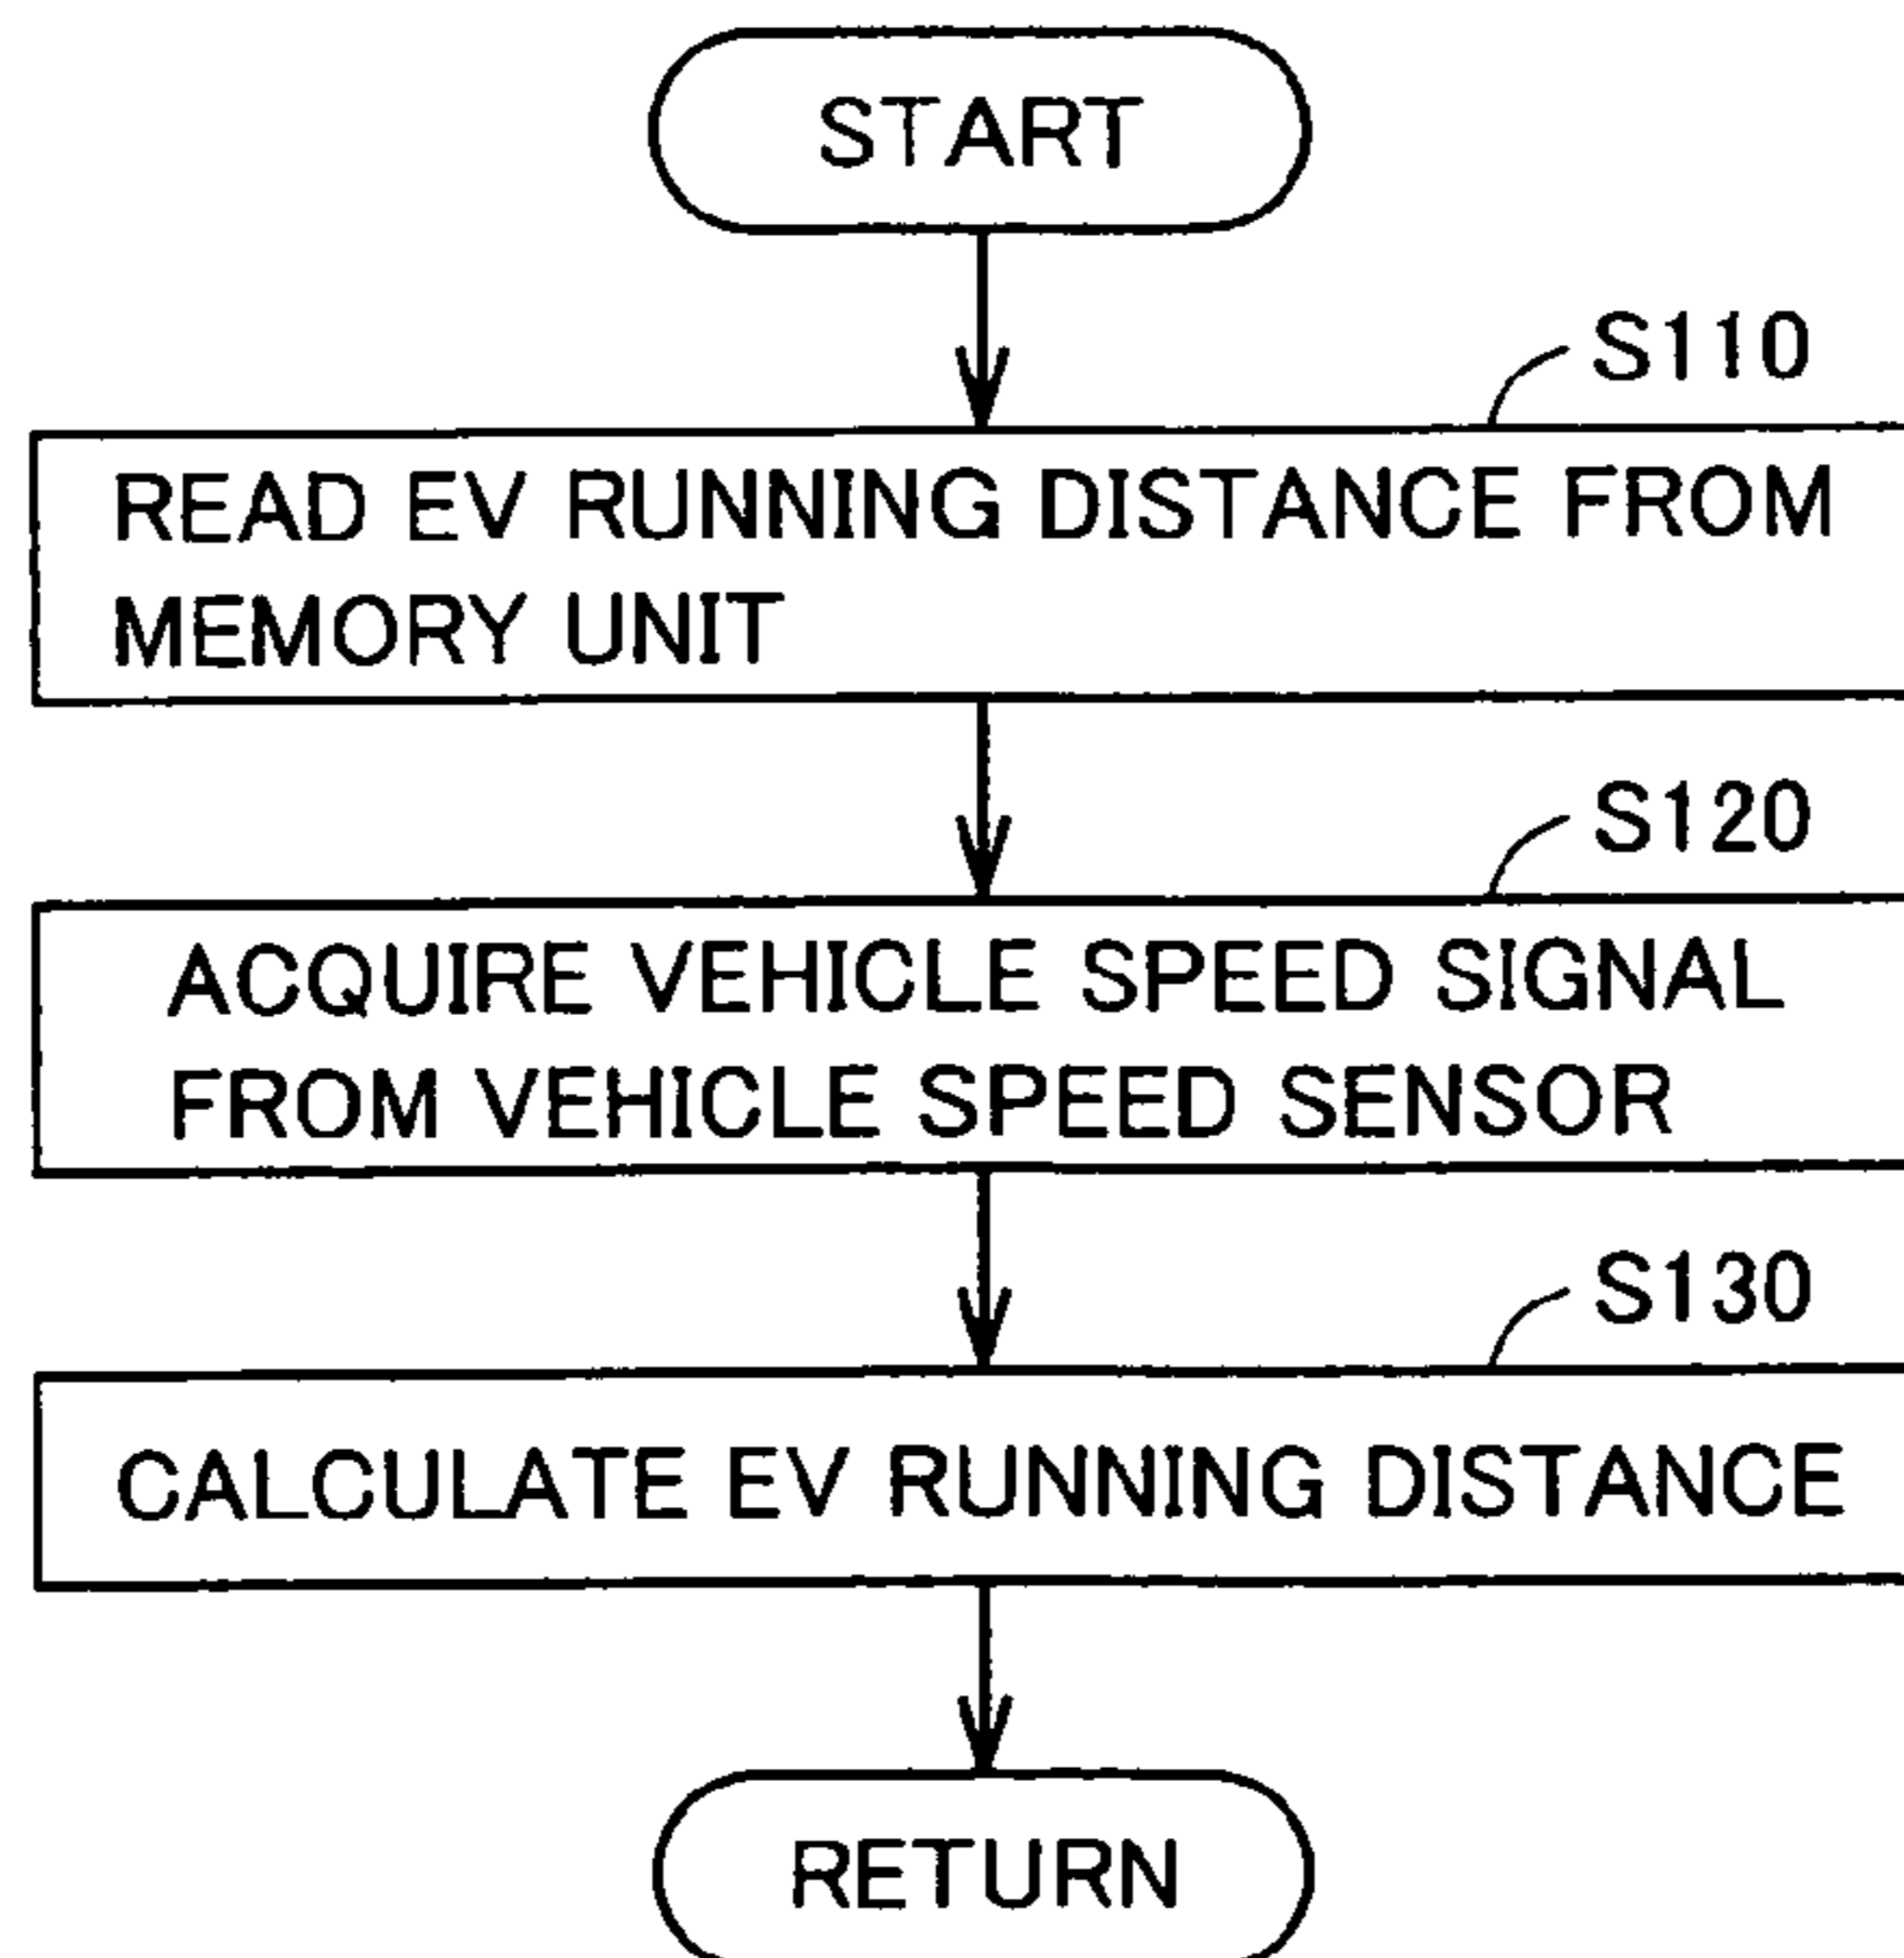 START
S110
READ EV RUNNING DISTANCE FROM
MEMORY UNIT
S120
ACQUIRE VEHICLE SPEED SIGNAL
FROM VEHICLE SPEED SENSOR
S130
CALCULATE EV RUNNING DISTANCE
RETURN